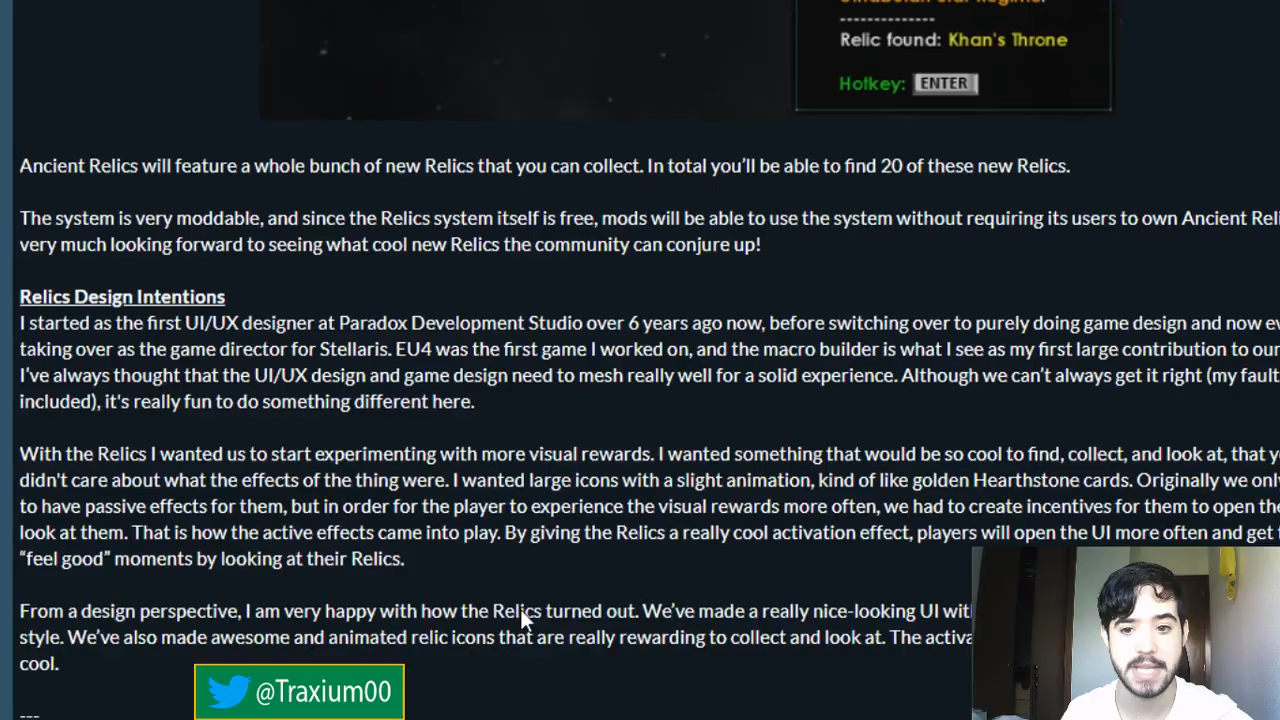 Relic found: Khan's Throne
Hotkey: ENTER
Ancient Relics will feature a whole bunch of new Relics that you can collect. In total you'll be able to find 20 of these new Relics.
The system is very moddable, and since the Relics system itself is free, mods will be able to use the system without requiring its users to own Ancient
very much looking forward to seeing what cool new Relics the community can conjure up!
Relics Design Intentions
I started as the first UI/UX designer at Paradox Development Studio over 6 years ago now, before switching over to purely doing game design and now
taking over as the game director for Stellaris. EU4 was the first game I worked on, and the macro builder is what I see as my first large contribution to
I've always thought that the UI/UX design and game design need to mesh really well for a solid experience. Although we can't always get it right (my fault
included), it's really fun to do something different here.
With the Relics I wanted us to start experimenting with more visual rewards. I wanted something that would be so cool to find, collect, and look at, that
didn't care about what the effects of the thing were. I wanted large icons with a slight animation, kind of like golden Hearthstone cards. Originally we
to have passive effects for them, but in order for the player to experience the visual rewards more often, we had to create incentives for them to open
look at them. That is how the active effects came into play. By giving the Relics a really cool activation effect, players will open the UI more often and get
“feel good” moments by looking at their Relics.
From a design perspective, I am very happy with how the Relics turned out. We've made a really nice-looking UI
style. We've also made awesome and animated relic icons that are really rewarding to collect and look at. The
cool.
@Traxium00
---